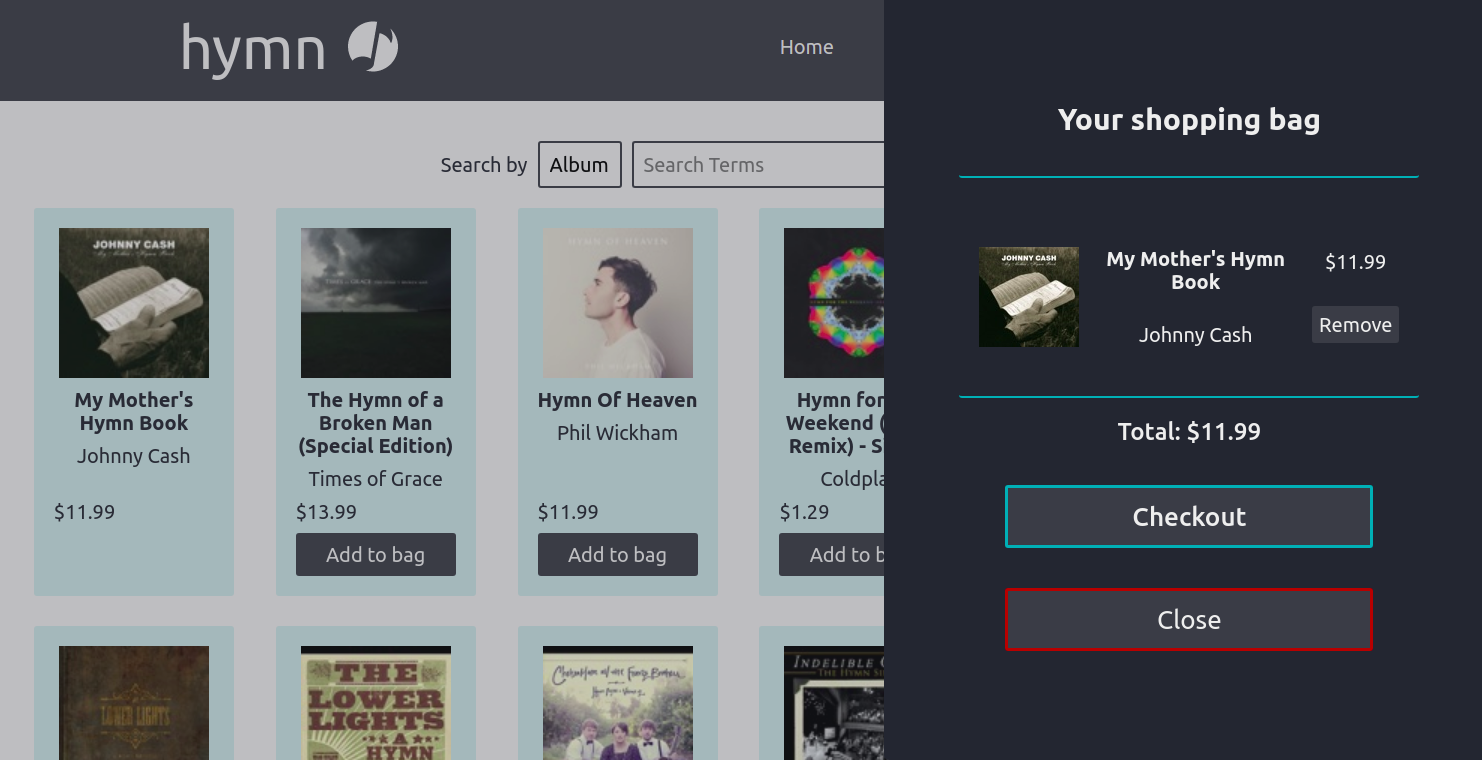 hymn
Home
Search by
Album
Search Terms
JOHNNY CASH
My Mother's
Hymn Book
Johnny Cash
$11.99
The Hymn of a
Broken Man
(Special Edition)
Times of Grace
$13.99
Add to bag
HYMN OF HEAVEN
Hymn Of Heaven
Phil Wickham
$11.99
Add to bag
Hymn for
Weekend (
Remix) - S
Coldpla
$1.29
Add to b
LOWER LIGHTS
THE
LOWER
LIGHTS
A
HYMN
INDELIBLE
THE HYMN
Your shopping bag
JOHNNY CASH
My Mother's Hymn
Book
Johnny Cash
$11.99
Remove
Total: $11.99
Checkout
Close